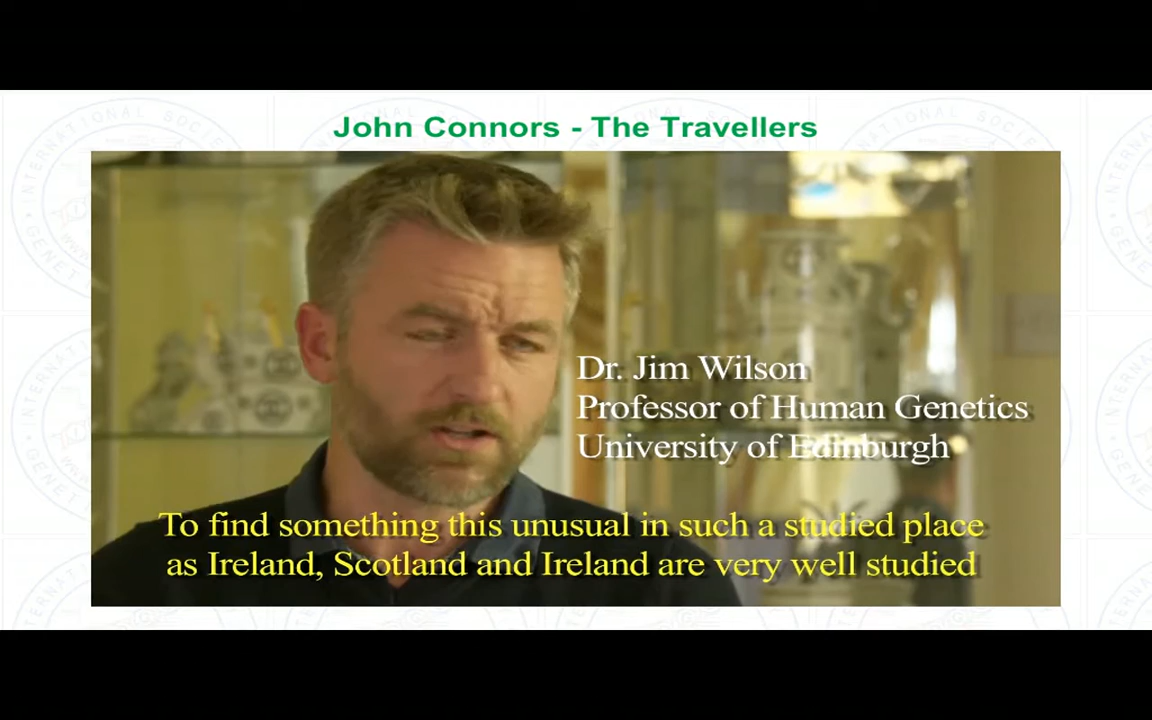 John Connors - The Travellers
Dr. Jim Wilson
Professor of Human Genetics
University of Edinburgh
To find something this unusual in such a studied place
as Ireland, Scotland and Ireland are very well studied